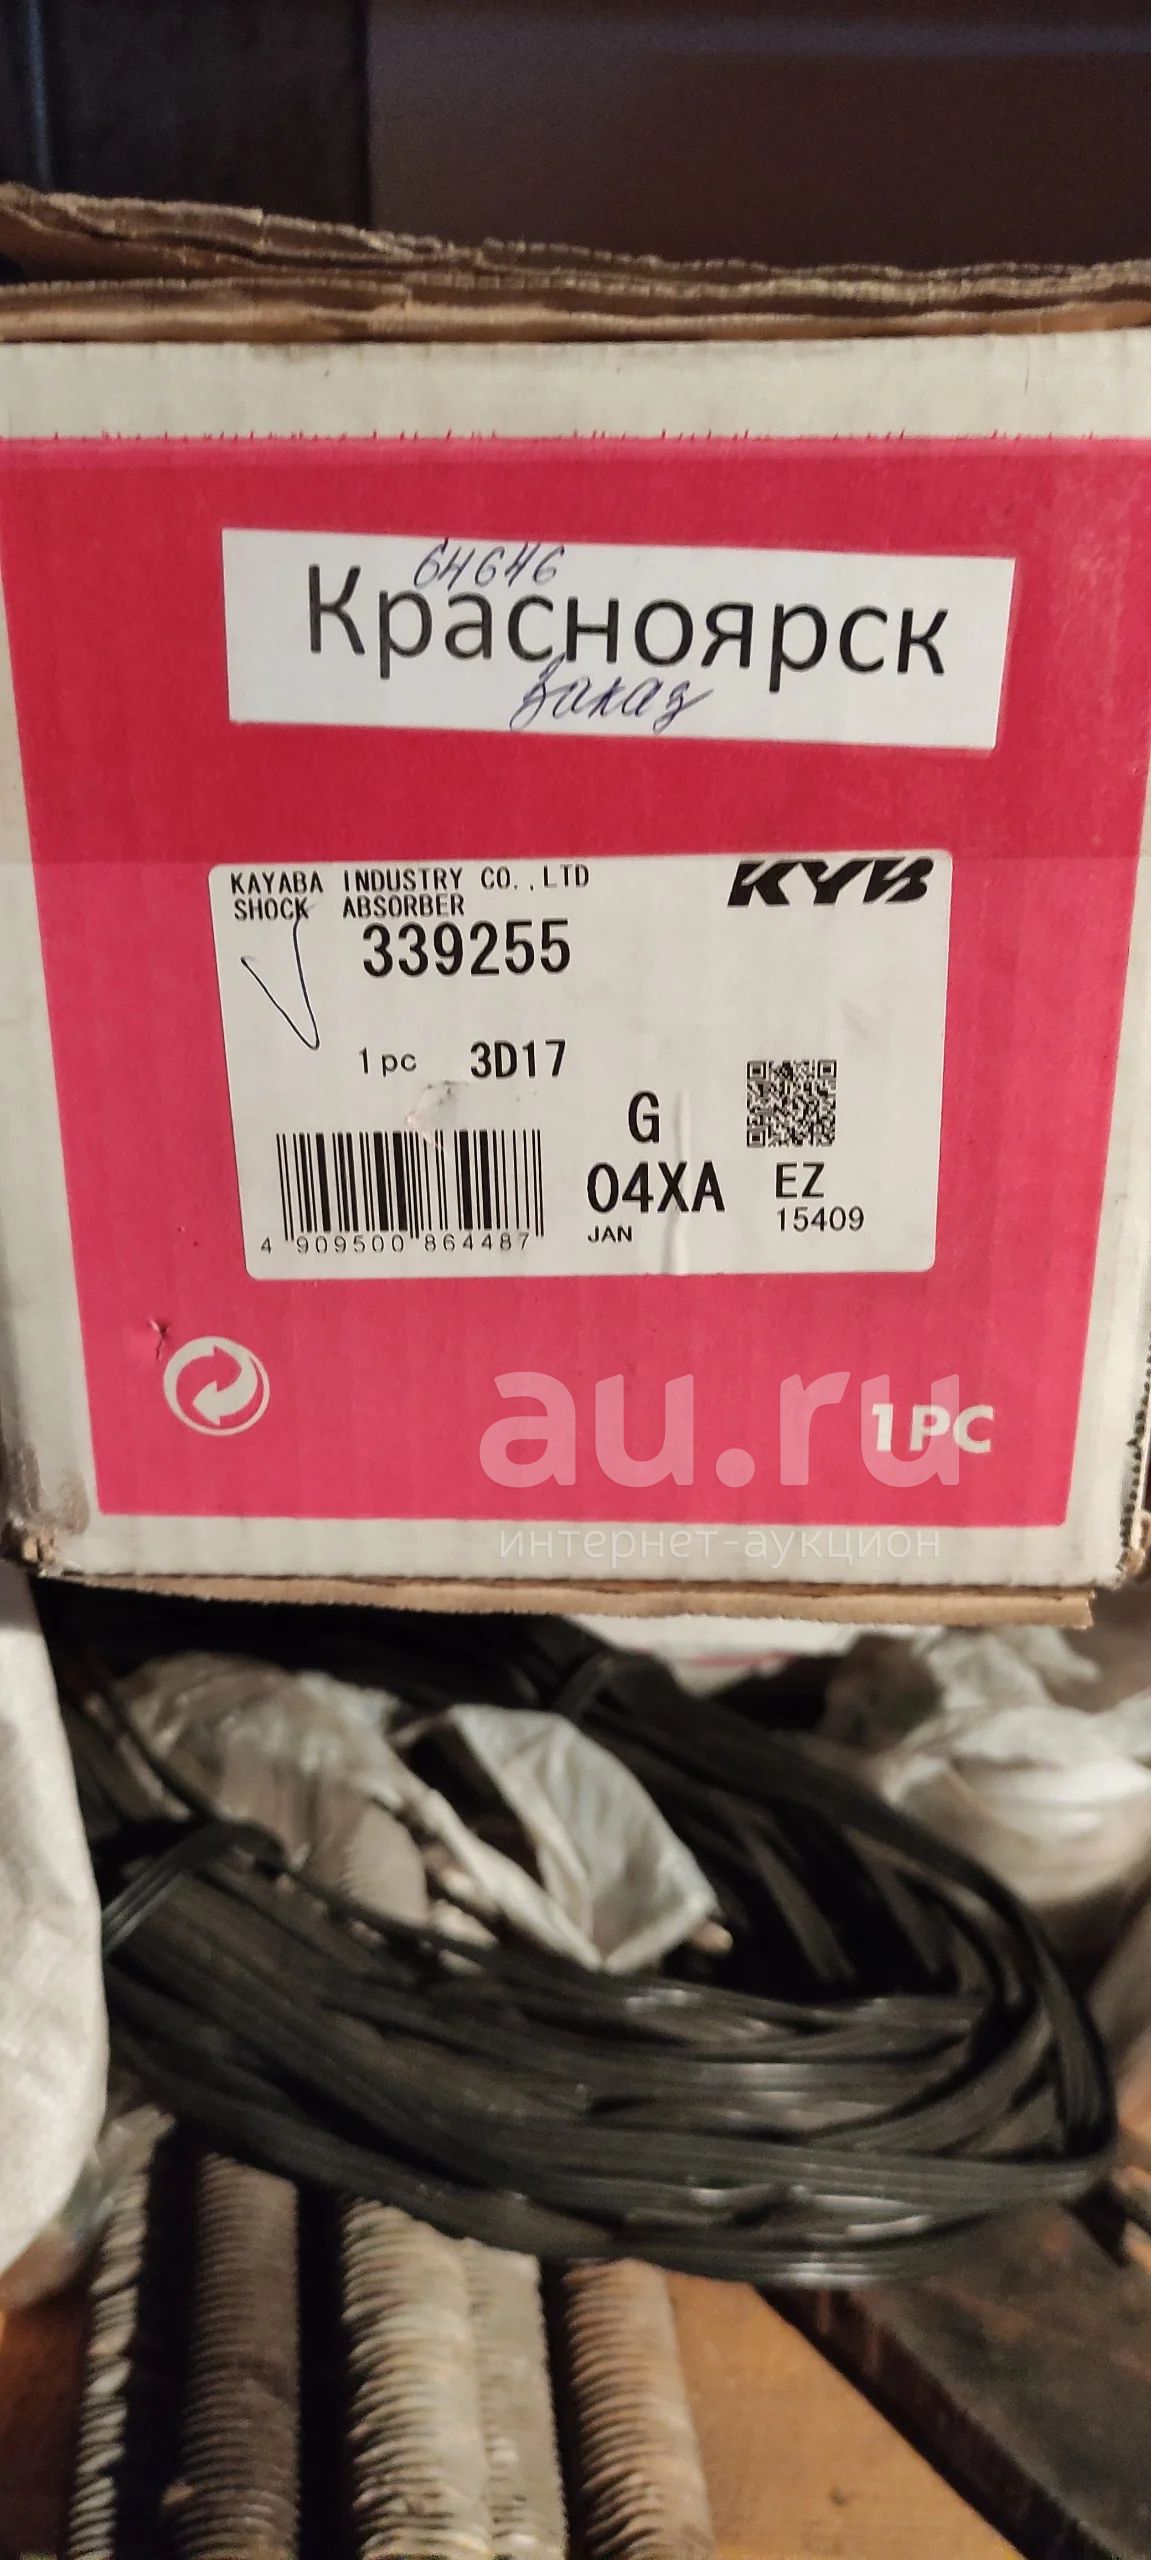 64646
Красноярск
заказ
KAYABA INDUSTRY CO.,LTD
KYB
SHOCK ABSORBER
339255
1pc 3D17
G
04XA EZ
JAN 15409
4 909500 864487
au.ru
1PC
интернет-аукцион